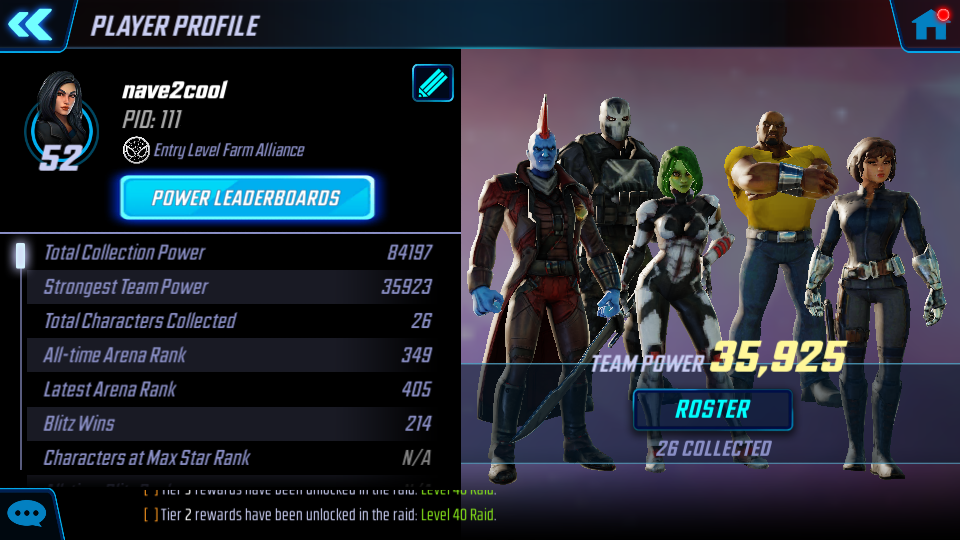 PLAYER PROFILE
nave2cool
PID: 111
52
Entry Level Farm Alliance
POWER LEADERBOARDS
Total Collection Power 84197
Strongest Team Power 35923
Total Characters Collected 26
All-time Arena Rank 349
Latest Arena Rank 405
Blitz Wins 214
Characters at Max Star Rank N/A
TEAM POWER 35,925
ROSTER
26 COLLECTED
rewards have been unlocked in the raid: Level 40 Raid.
[ ]Tier 2 rewards have been unlocked in the raid: Level 40 Raid.